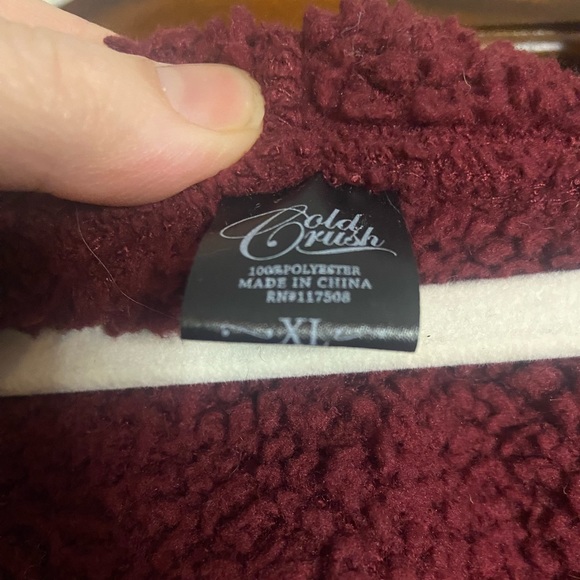 Cold
Crush
100%POLYESTER
MADE IN CHINA
RN#117508
XL